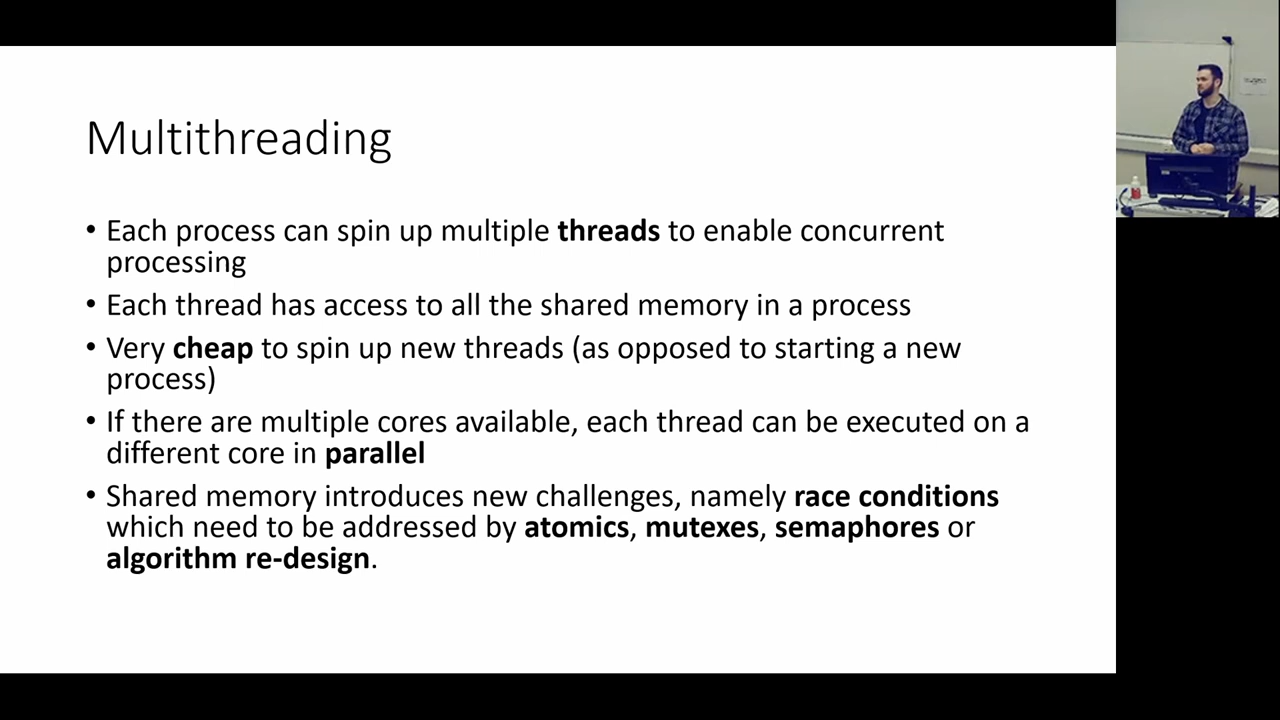 Multithreading
• Each process can spin up multiple threads to enable concurrent
processing
• Each thread has access to all the shared memory in a process
• Very cheap to spin up new threads (as opposed to starting a new
process)
• If there are multiple cores available, each thread can be executed on a
different core in parallel
• Shared memory introduces new challenges, namely race conditions
which need to be addressed by atomics, mutexes, semaphores or
algorithm re-design.